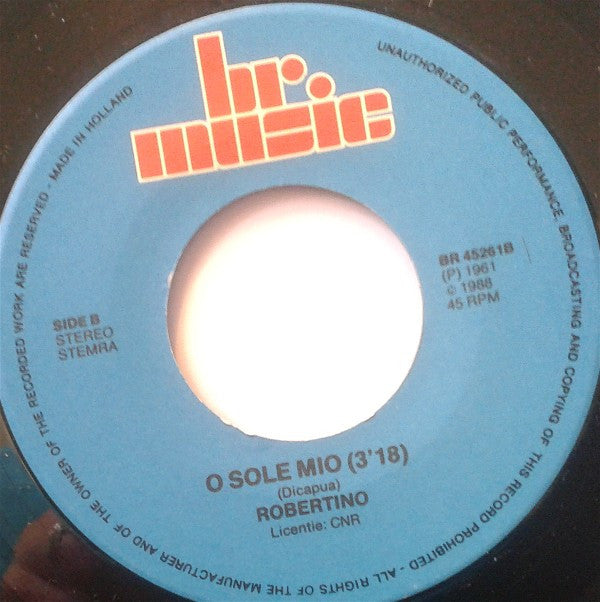 br.
music
UNAUTHORIZED PUBLIC PERFORMANCE, BROADCASTING AND COPYING OF THIS RECORD PROHIBITED - ALL RIGHTS OF THE MANUFACTURER AND OF THE OWNER OF THE RECORDED WORK ARE RESERVED - MADE IN HOLLAND
BR 45261B
(P) 1961
© 1988
45 RPM
SIDE B
STEREO
STEMRA
O SOLE MIO (3'18)
(Dicapua)
ROBERTINO
Licentie: CNR